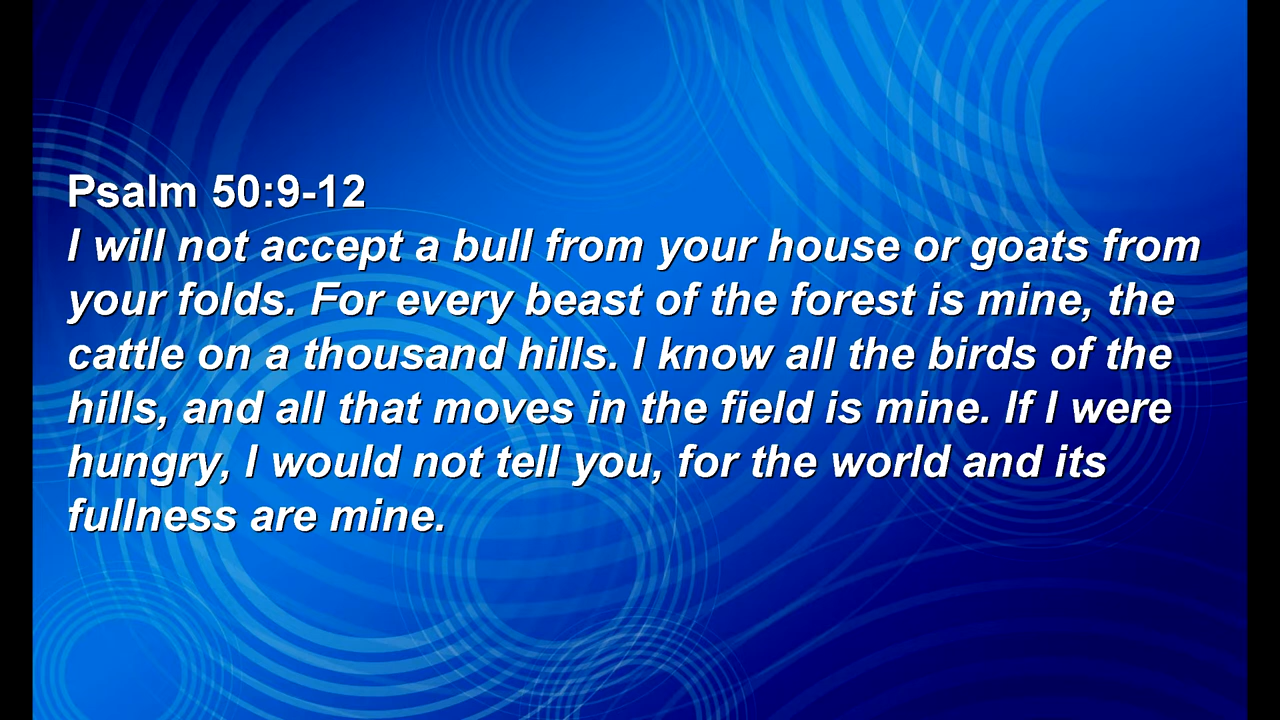 Psalm 50:9-12
I will not accept a bull from your house or goats from
your folds. For every beast of the forest is mine, the
cattle on a thousand hills. I know all the birds of the
hills, and all that moves in the field is mine. If I were
hungry, I would not tell you, for the world and its
fullness are mine.